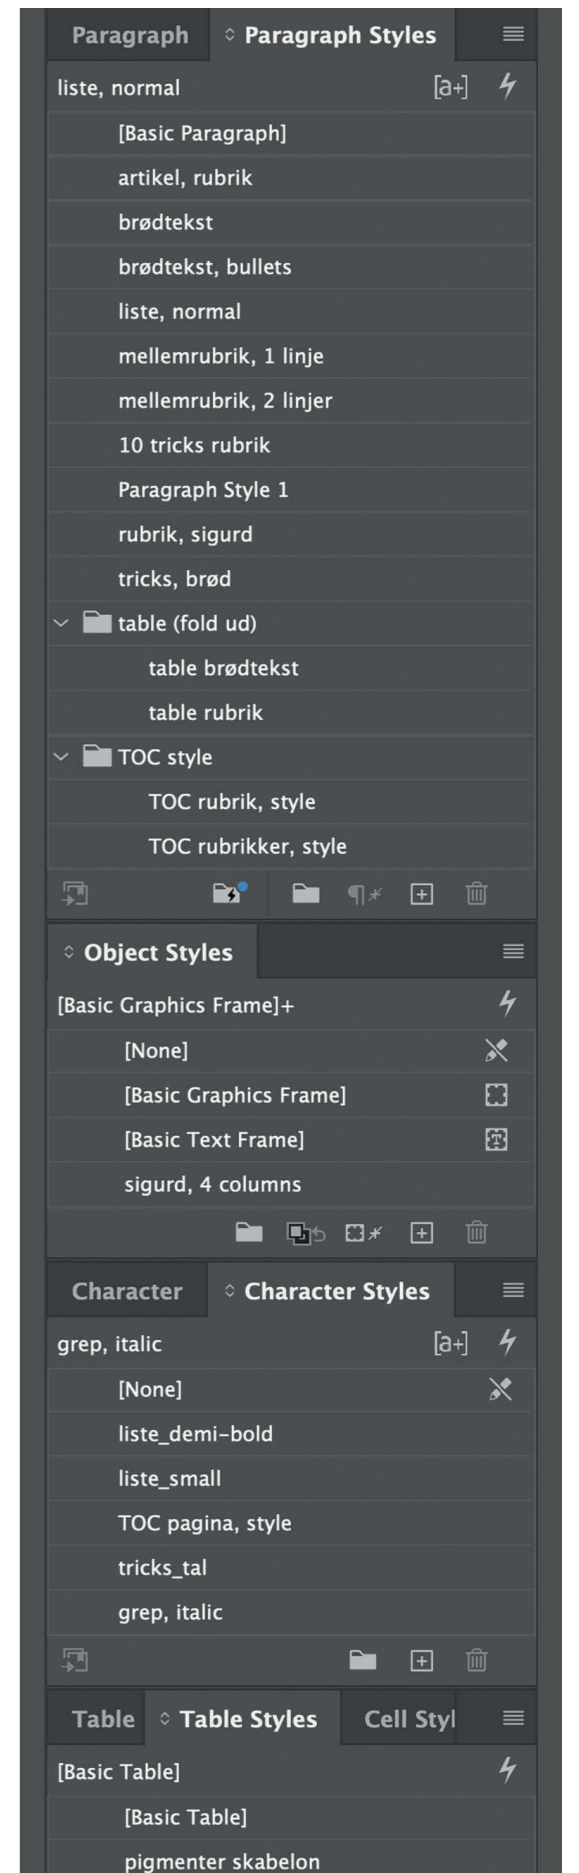 Paragraph
Paragraph Styles
liste, normal
[a+]
[Basic Paragraph]
artikel, rubrik
brødtekst
brødtekst, bullets
liste, normal
mellemrubrik, 1 linje
mellemrubrik, 2 linjer
10 tricks rubrik
Paragraph Style 1
rubrik, sigurd
tricks, brød
table (fold ud)
table brødtekst
table rubrik
TOC style
TOC rubrik, style
TOC rubrikker, style
Object Styles
[Basic Graphics Frame]+
[None]
[Basic Graphics Frame]
[Basic Text Frame]
sigurd, 4 columns
Character
Character Styles
grep, italic
[a+]
[None]
liste_demi-bold
liste_small
TOC pagina, style
tricks_tal
grep, italic
Table
Table Styles
Cell Styl
[Basic Table]
[Basic Table]
pigmenter skabelon